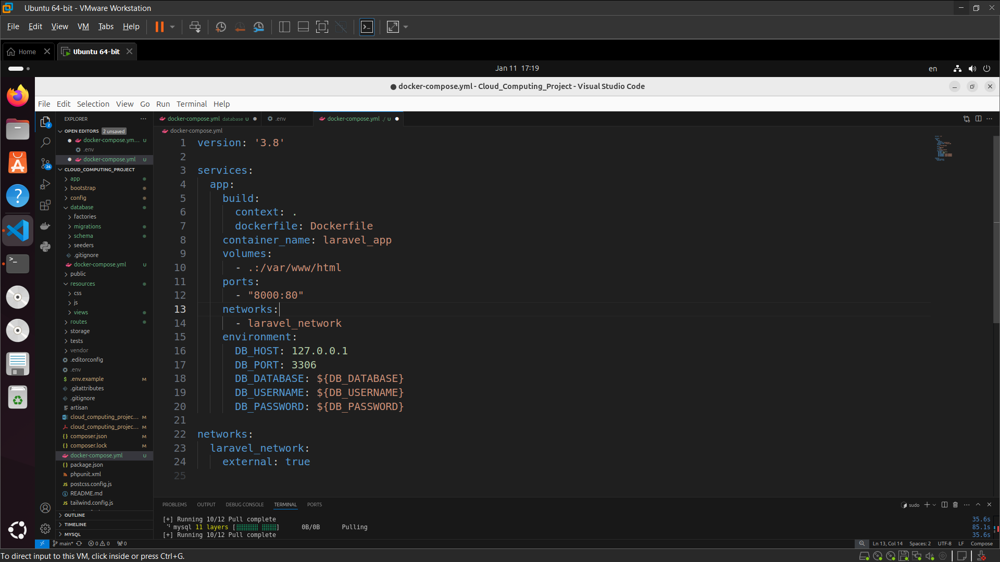 Ubuntu 64-bit - VMware Workstation
File Edit View VM Tabs Help
Home
Ubuntu 64-bit
Jan 11 17:19
en
docker-compose.yml - Cloud_Computing_Project - Visual Studio Code
File Edit Selection View Go Run Terminal Help
EXPLORER
docker-compose.yml database U
.env
docker-compose.yml ./ U
OPEN EDITORS 2 unsaved
docker-compose.yml
docker-compose.ym... U
.env
docker-compose.yml U
CLOUD_COMPUTING_PROJECT
app
bootstrap
config
database
factories
migrations
schema
seeders
.gitignore
docker-compose.yml U
public
resources
css
js
views
routes
storage
tests
vendor
.editorconfig
.env
.env.example M
.gitattributes
.gitignore
artisan
cloud_computing_projec... M
cloud_computing_projec... M
composer.json M
composer.lock M
docker-compose.yml U
package.json
phpunit.xml
postcss.config.js
README.md
tailwind.config.js
OUTLINE
TIMELINE
MYSQL
2
26
1 version: '3.8'
2
3 services:
4 app:
5 build:
6 context: .
7 dockerfile: Dockerfile
8 container_name: laravel_app
9 volumes:
10 - .:/var/www/html
11 ports:
12 - "8000:80"
13 networks:
14 - laravel_network
15 environment:
16 DB_HOST: 127.0.0.1
17 DB_PORT: 3306
18 DB_DATABASE: ${DB_DATABASE}
19 DB_USERNAME: ${DB_USERNAME}
20 DB_PASSWORD: ${DB_PASSWORD}
21
22 networks:
23 laravel_network:
24 external: true
25
PROBLEMS OUTPUT DEBUG CONSOLE TERMINAL PORTS
sudo
[+] Running 10/12 Pull complete 35.6s
mysql 11 layers [⣿⣿⣿⣿⣿⣿ ⣿⣿⣿⣿] 0B/0B Pulling 85.1s
[+] Running 10/12 Pull complete 35.6s
main* 0 0 0
Ln 13, Col 14 Spaces: 2 UTF-8 LF Compose
To direct input to this VM, click inside or press Ctrl+G.